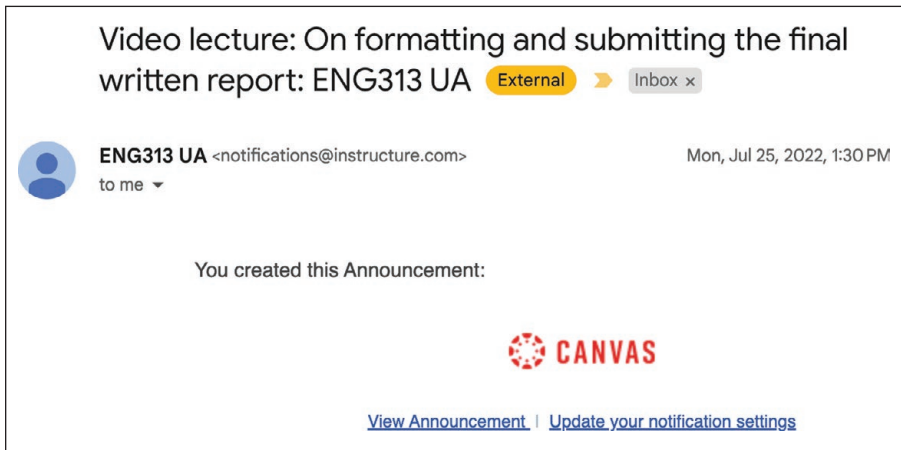 Video lecture: On formatting and submitting the final
written report: ENG313 UA External Inbox ×
ENG313 UA <notifications@instructure.com> Mon, Jul 25, 2022, 1:30 PM
to me
You created this Announcement:
CANVAS
View Announcement | Update your notification settings